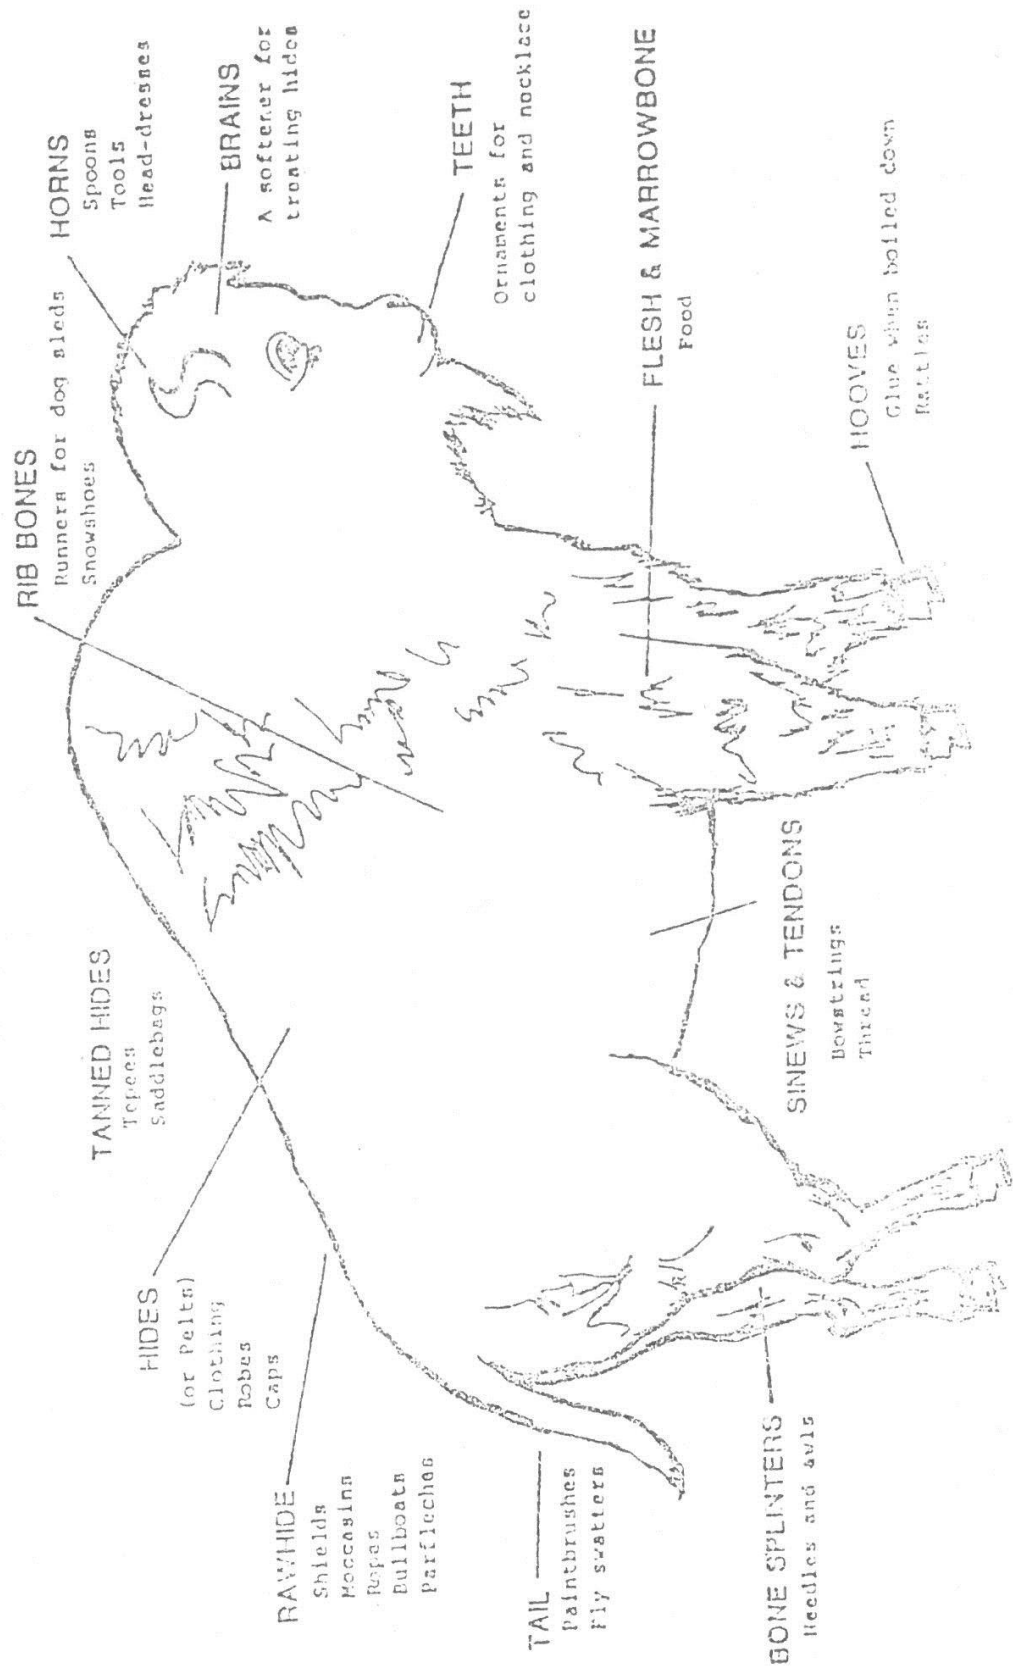 RIB BONES
Runners for dog sleds
Snowshoes
HORNS
Spoons
Tools
Head-dresses
BRAINS
A softener for
treating hides
TEETH
Ornaments for
clothing and necklace
FLESH & MARROWBONE
Food
HOOVES
Glue when boiled down
Rattles
TANNED HIDES
Tepees
Saddlebags
HIDES
(or Pelts)
Clothing
Robes
Caps
RAWHIDE
Shields
Moccasins
Ropes
Bullboats
Parfleches
TAIL
Paintbrushes
Fly swatters
BONE SPLINTERS
Needles and awls
SINEWS & TENDONS
Bowstrings
Thread